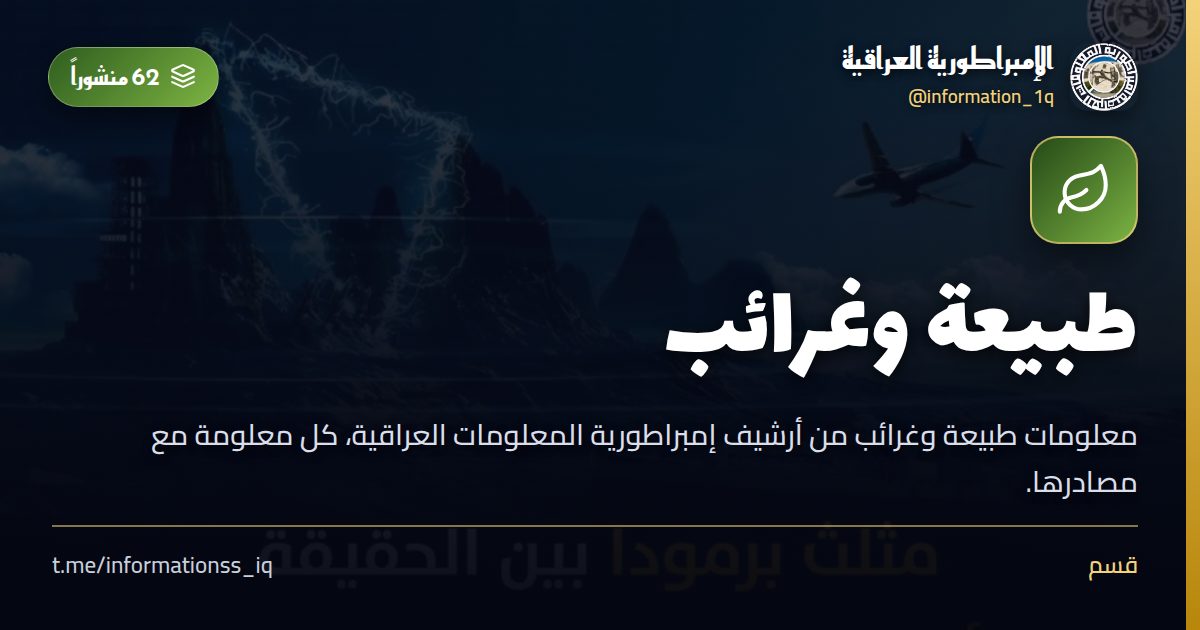 الإمبراطورية العراقية
@information_1q
62 منشوراً
طبيعة وغرائب
معلومات طبيعة وغرائب من أرشيف إمبراطورية المعلومات العراقية، كل معلومة مع
مصادرها.
مثلث برمودا بين الحقيقة
قسم
t.me/informationss_iq